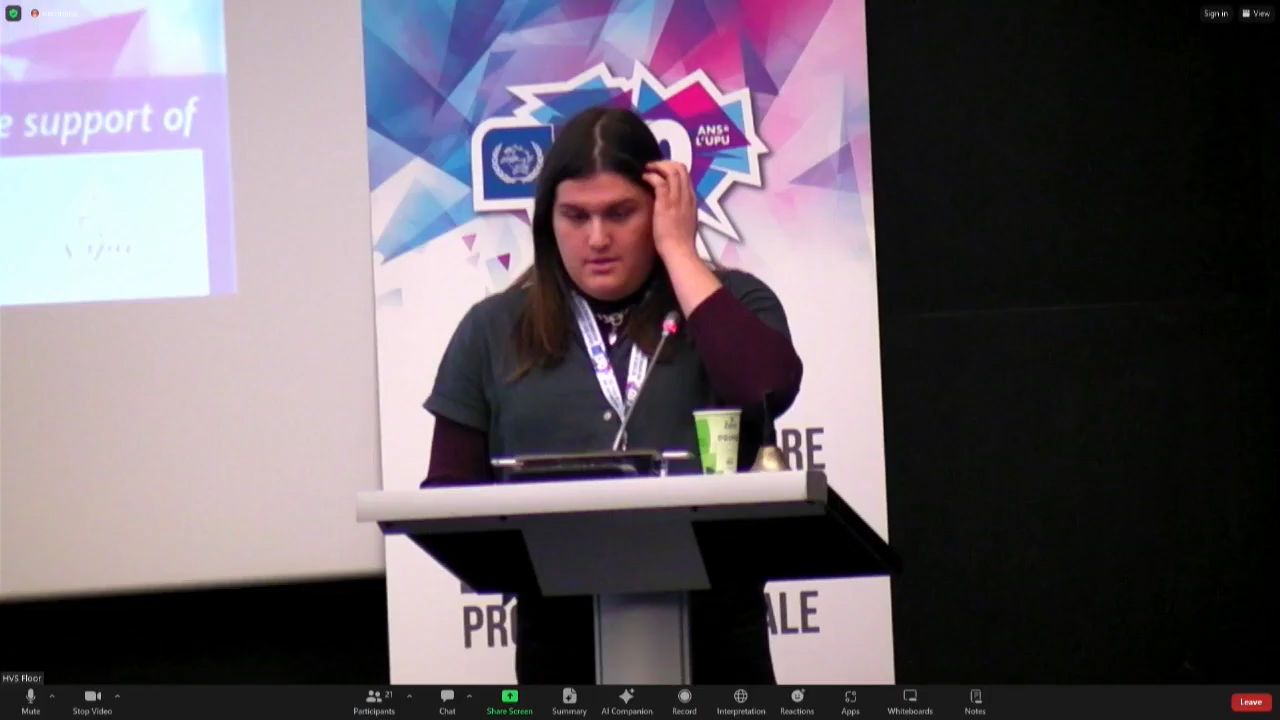 Sign in
View
e support of
ANS•
L'UPU
RE
PR
ALE
HVS Floor
Mute
Stop Video
Participants
21
Chat
Share Screen
Summary
AI Companion
Record
Interpretation
Reactions
Apps
Whiteboards
Notes
Leave